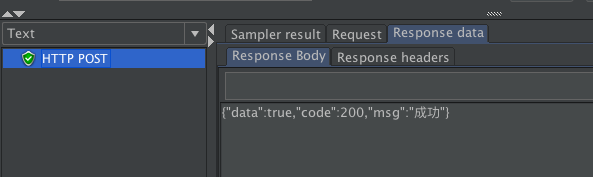 Text
Sampler result Request Response data
HTTP POST
Response Body Response headers
{"data":true,"code":200,"msg":"成功"}